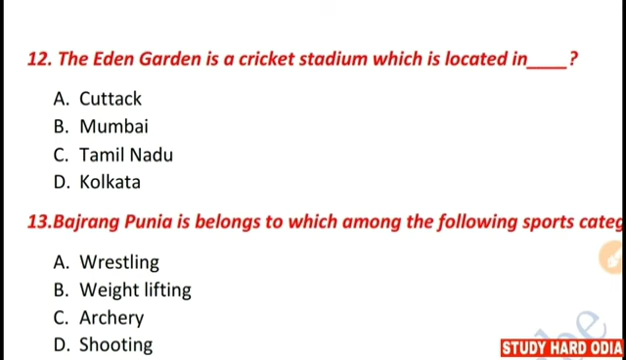 12. The Eden Garden is a cricket stadium which is located in____?
A. Cuttack
B. Mumbai
C. Tamil Nadu
D. Kolkata
13.Bajrang Punia is belongs to which among the following sports categ
A. Wrestling
B. Weight lifting
C. Archery
D. Shooting
STUDY HARD ODIA